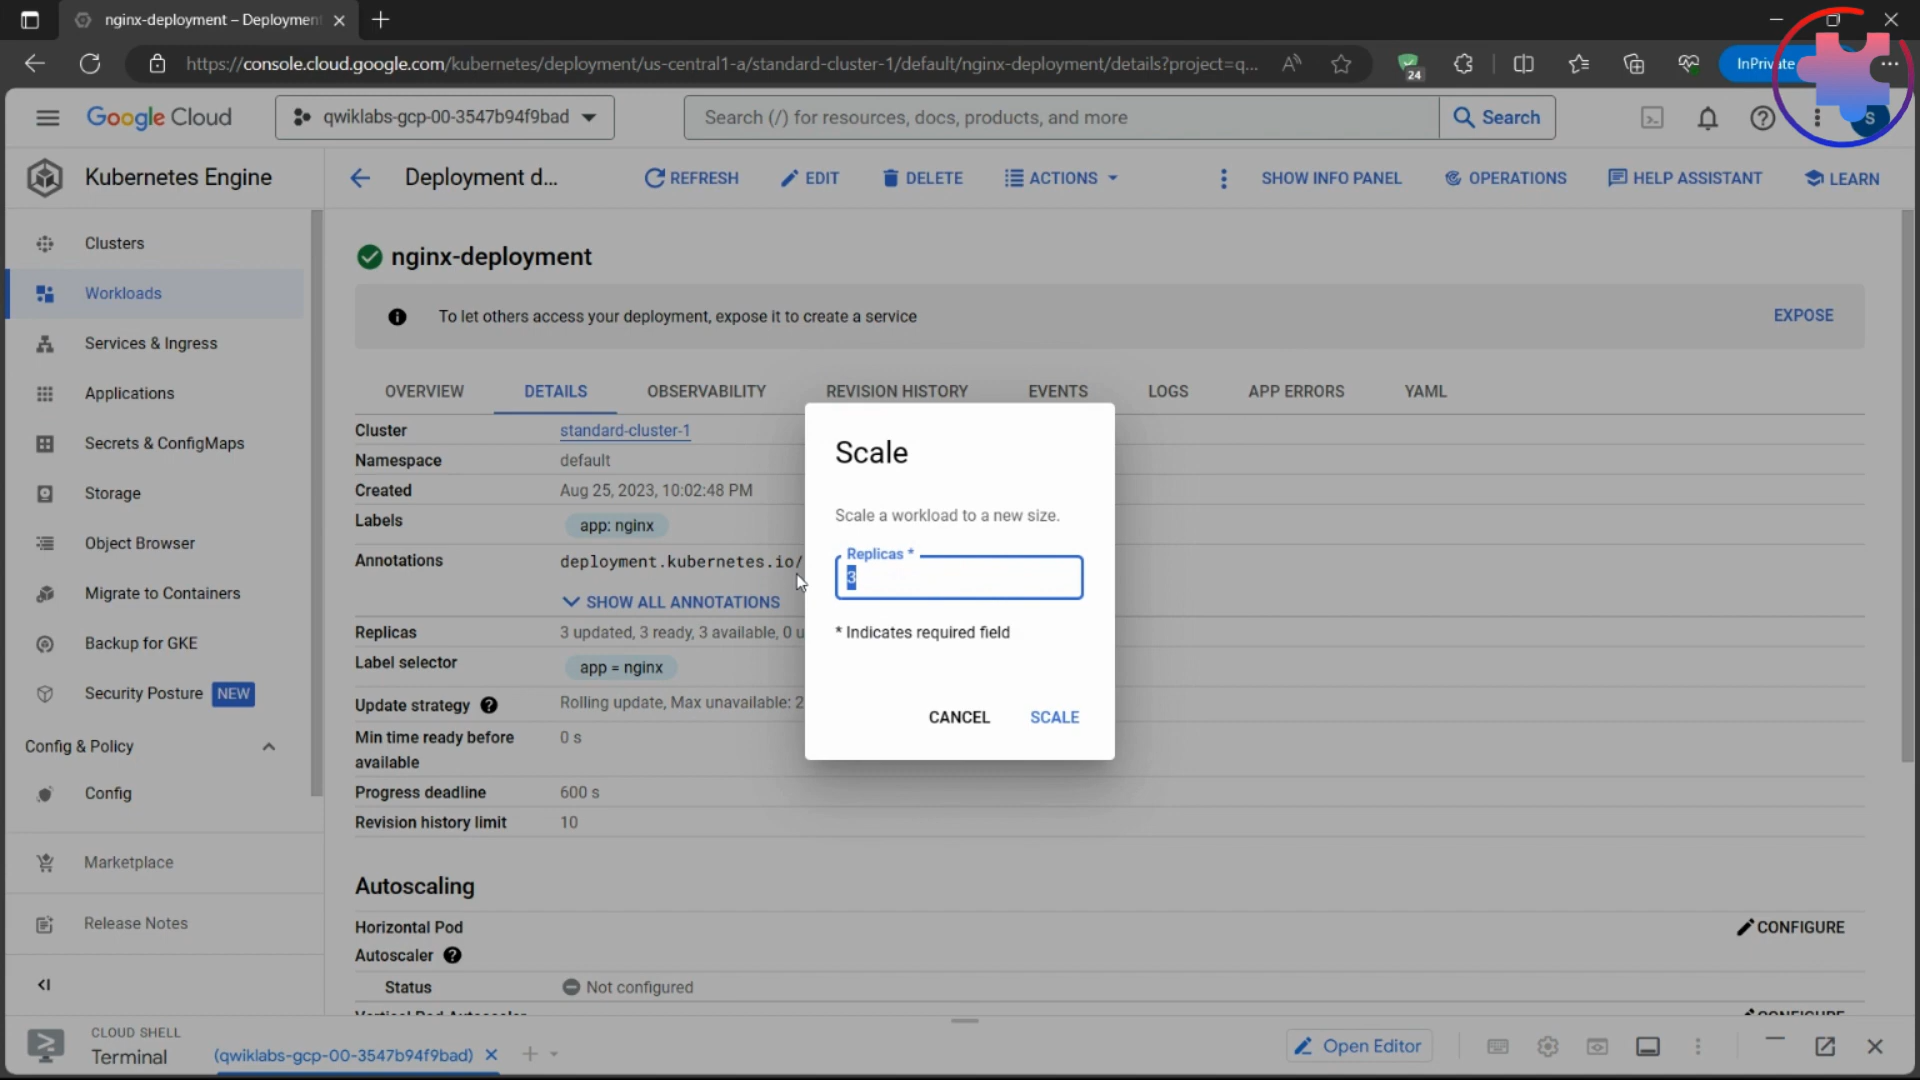 nginx-deployment – Deployment
https://console.cloud.google.com/kubernetes/deployment/us-central1-a/standard-cluster-1/default/nginx-deployment/details?project=q...
24
InPrivate
Google Cloud
qwiklabs-gcp-00-3547b94f9bad
Search (/) for resources, docs, products, and more
Search
S
Kubernetes Engine
Deployment d...
REFRESH
EDIT
DELETE
ACTIONS
SHOW INFO PANEL
OPERATIONS
HELP ASSISTANT
LEARN
Clusters
Workloads
Services & Ingress
Applications
Secrets & ConfigMaps
Storage
Object Browser
Migrate to Containers
Backup for GKE
Security Posture NEW
Config & Policy
Config
Marketplace
Release Notes
nginx-deployment
To let others access your deployment, expose it to create a service
EXPOSE
OVERVIEW
DETAILS
OBSERVABILITY
REVISION HISTORY
EVENTS
LOGS
APP ERRORS
YAML
Cluster standard-cluster-1
Namespace default
Created Aug 25, 2023, 10:02:48 PM
Labels app: nginx
Annotations deployment.kubernetes.io/
SHOW ALL ANNOTATIONS
Replicas 3 updated, 3 ready, 3 available, 0 u
Label selector app = nginx
Update strategy Rolling update, Max unavailable: 2
Min time ready before 0 s
available
Progress deadline 600 s
Revision history limit 10
Autoscaling
Horizontal Pod
Autoscaler
CONFIGURE
Status Not configured
Scale
Scale a workload to a new size.
Replicas *
3
* Indicates required field
CANCEL
SCALE
CLOUD SHELL
Terminal
(qwiklabs-gcp-00-3547b94f9bad)
Open Editor